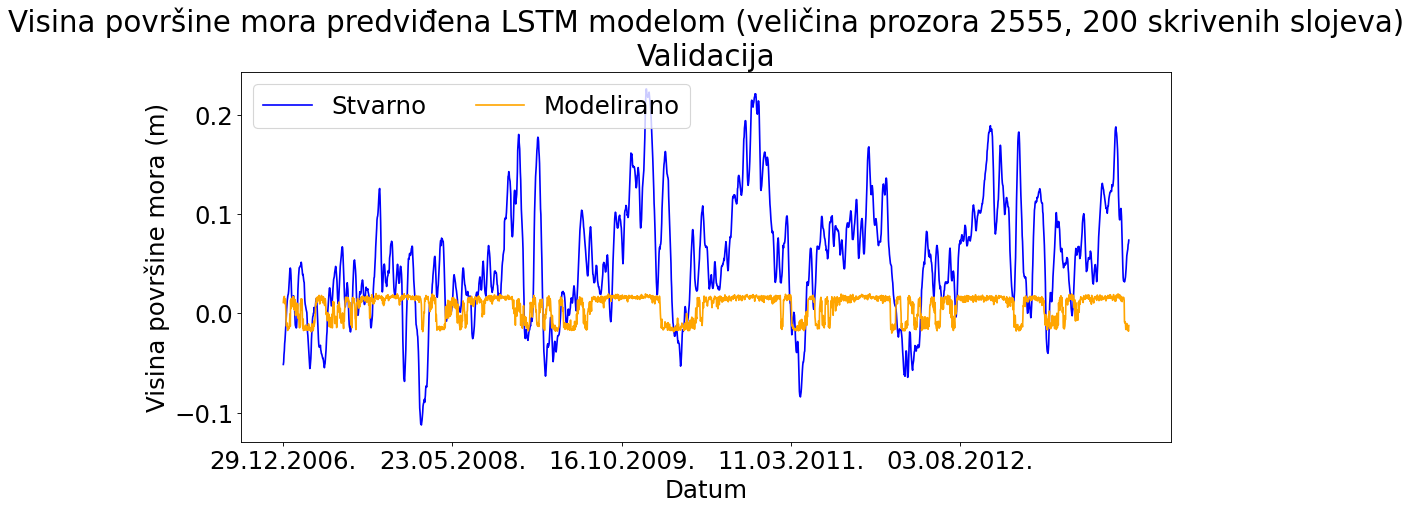 Visina površine mora predviđena LSTM modelom (veličina prozora 2555, 200 skrivenih slojeva)
Validacija
Stvarno Modelirano
Visina površine mora (m)
0.2
0.1
0.0
−0.1
29.12.2006. 23.05.2008. 16.10.2009. 11.03.2011. 03.08.2012.
Datum